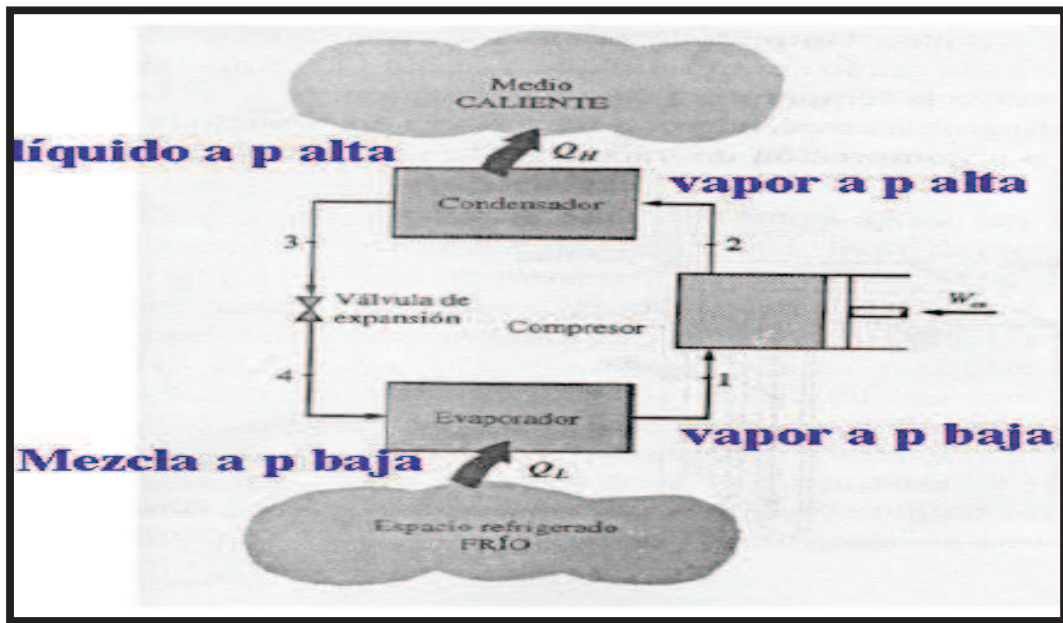 Medio
CALIENTE
líquido a p alta
Q_H
vapor a p alta
Condensador
3
2
Válvula de
expansión
Compresor
4
1
Evaporador
vapor a p baja
Mezcla a p baja
Q_L
Espacio refrigerado
FRÍO